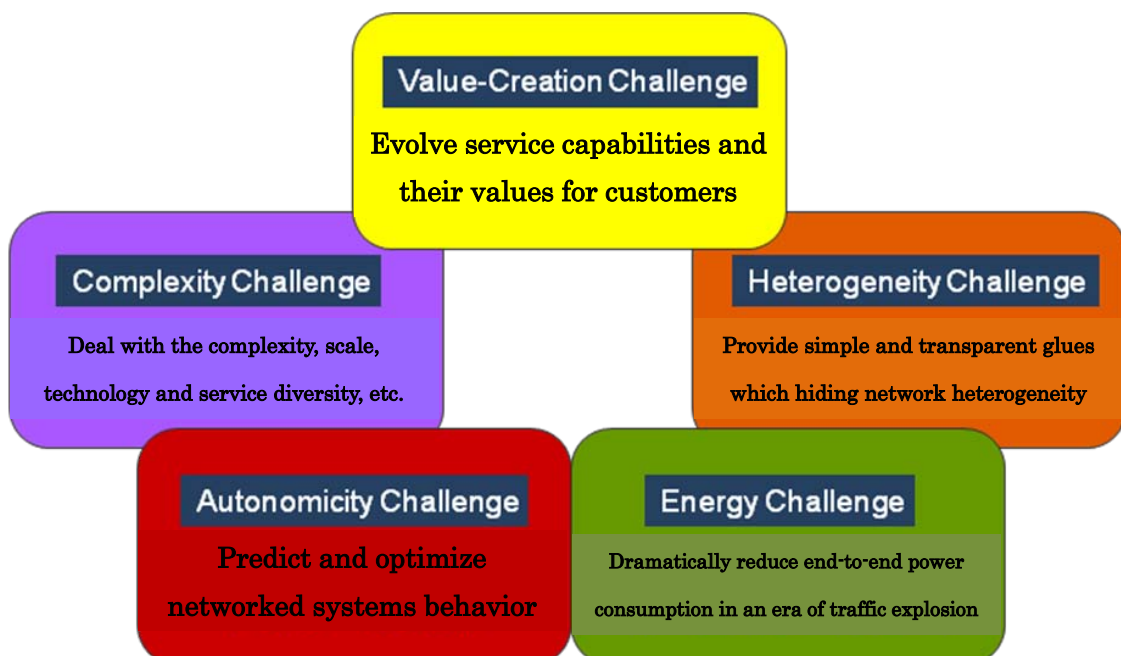 Value-Creation Challenge
Evolve service capabilities and
their values for customers
Complexity Challenge
Deal with the complexity, scale,
technology and service diversity, etc.
Heterogeneity Challenge
Provide simple and transparent glues
which hiding network heterogeneity
Autonomicity Challenge
Predict and optimize
networked systems behavior
Energy Challenge
Dramatically reduce end-to-end power
consumption in an era of traffic explosion